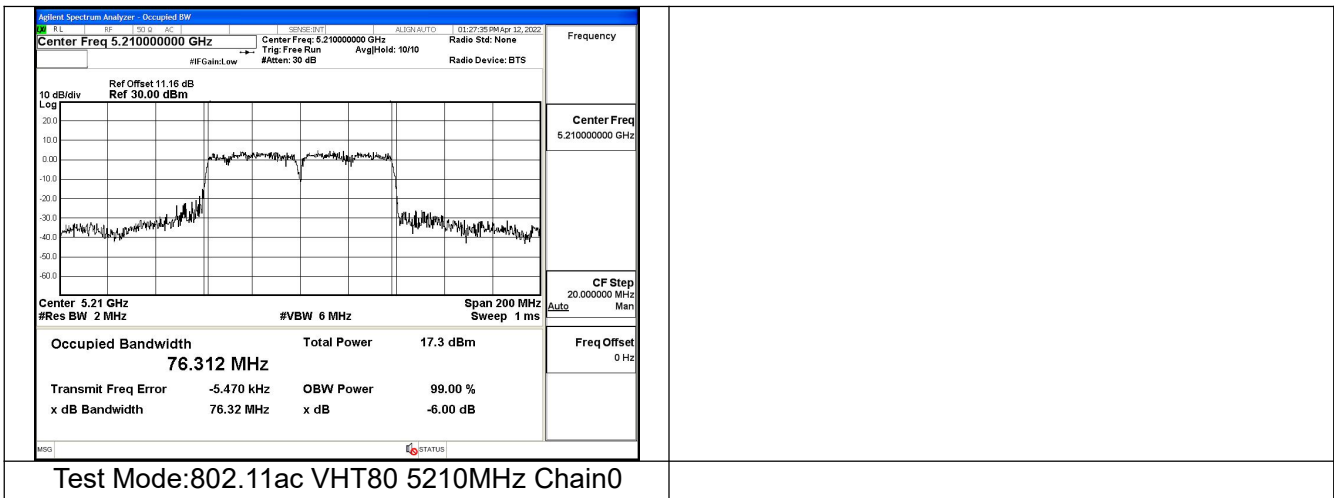 Agilent Spectrum Analyzer - Occupied BW
RL RF 50 Ω AC SENSE:INT ALIGN AUTO 01:27:35 PM Apr 12, 2022
Center Freq 5.210000000 GHz Center Freq: 5.210000000 GHz Radio Std: None Frequency
Trig: Free Run Avg|Hold: 10/10
#IFGain:Low #Atten: 30 dB Radio Device: BTS
Ref Offset 11.16 dB
10 dB/div Ref 30.00 dBm
Log
20.0
10.0
0.00
-10.0
-20.0
-30.0
-40.0
-50.0
-60.0
Center Freq
5.210000000 GHz
Center 5.21 GHz Span 200 MHz
#Res BW 2 MHz #VBW 6 MHz Sweep 1 ms
CF Step
20.000000 MHz
Auto Man
Occupied Bandwidth Total Power 17.3 dBm
76.312 MHz
Transmit Freq Error -5.470 kHz OBW Power 99.00 %
x dB Bandwidth 76.32 MHz x dB -6.00 dB
Freq Offset
0 Hz
MSG STATUS
Test Mode:802.11ac VHT80 5210MHz Chain0